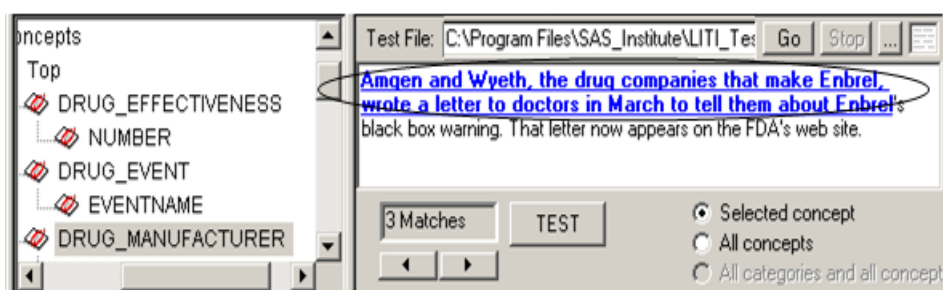 oncepts
Top
DRUG_EFFECTIVENESS
NUMBER
DRUG_EVENT
EVENTNAME
DRUG_MANUFACTURER
Test File: C:\Program Files\SAS_Institute\LITI_Tes Go Stop ...
Amgen and Wyeth, the drug companies that make Enbrel,
wrote a letter to doctors in March to tell them about Enbrel's
black box warning. That letter now appears on the FDA's web site.
3 Matches TEST
Selected concept
All concepts
All categories and all concept